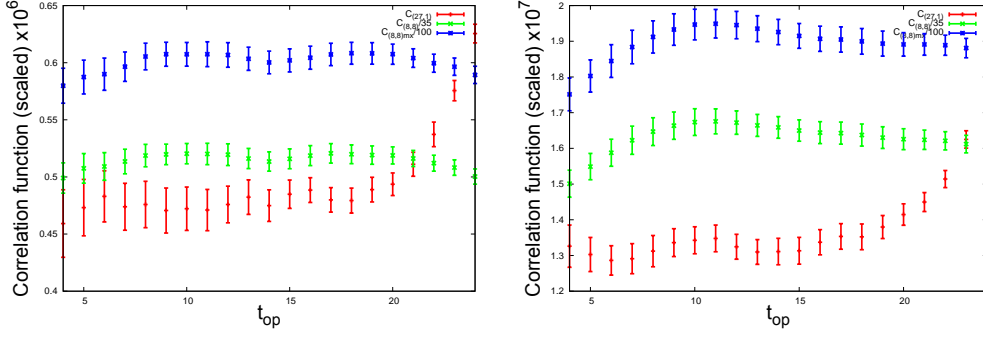 Correlation function (scaled) x10^6
0.65
0.6
0.55
0.5
0.45
0.4
5
10
15
20
t_op
C_(27,1)
C_(8,8)/35
C_(8,8)mx/100
Correlation function (scaled) x10^7
2
1.9
1.8
1.7
1.6
1.5
1.4
1.3
1.2
5
10
15
20
t_op
C_(27,1)
C_(8,8)/35
C_(8,8)mx/100